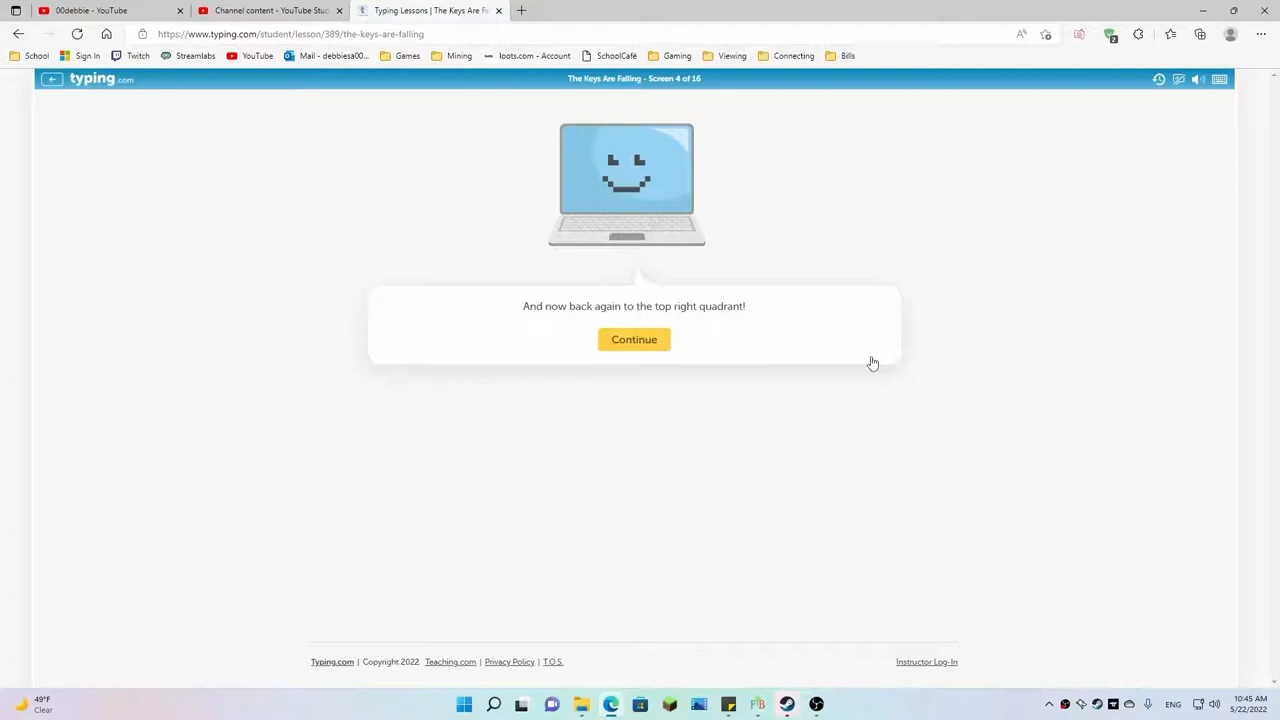 00debbie - YouTube
Channel content - YouTube Stud
Typing Lessons | The Keys Are Fa
https://www.typing.com/student/lesson/389/the-keys-are-falling
School Sign In Twitch Streamlabs YouTube Mail - debbiesa00... Games Mining loots.com - Account SchoolCafé Gaming Viewing Connecting Bills
typing.com
The Keys Are Falling - Screen 4 of 16
And now back again to the top right quadrant!
Continue
Typing.com | Copyright 2022 Teaching.com | Privacy Policy | T.O.S.
Instructor Log-In
49°F
Clear
ENG
10:45 AM
5/22/2022